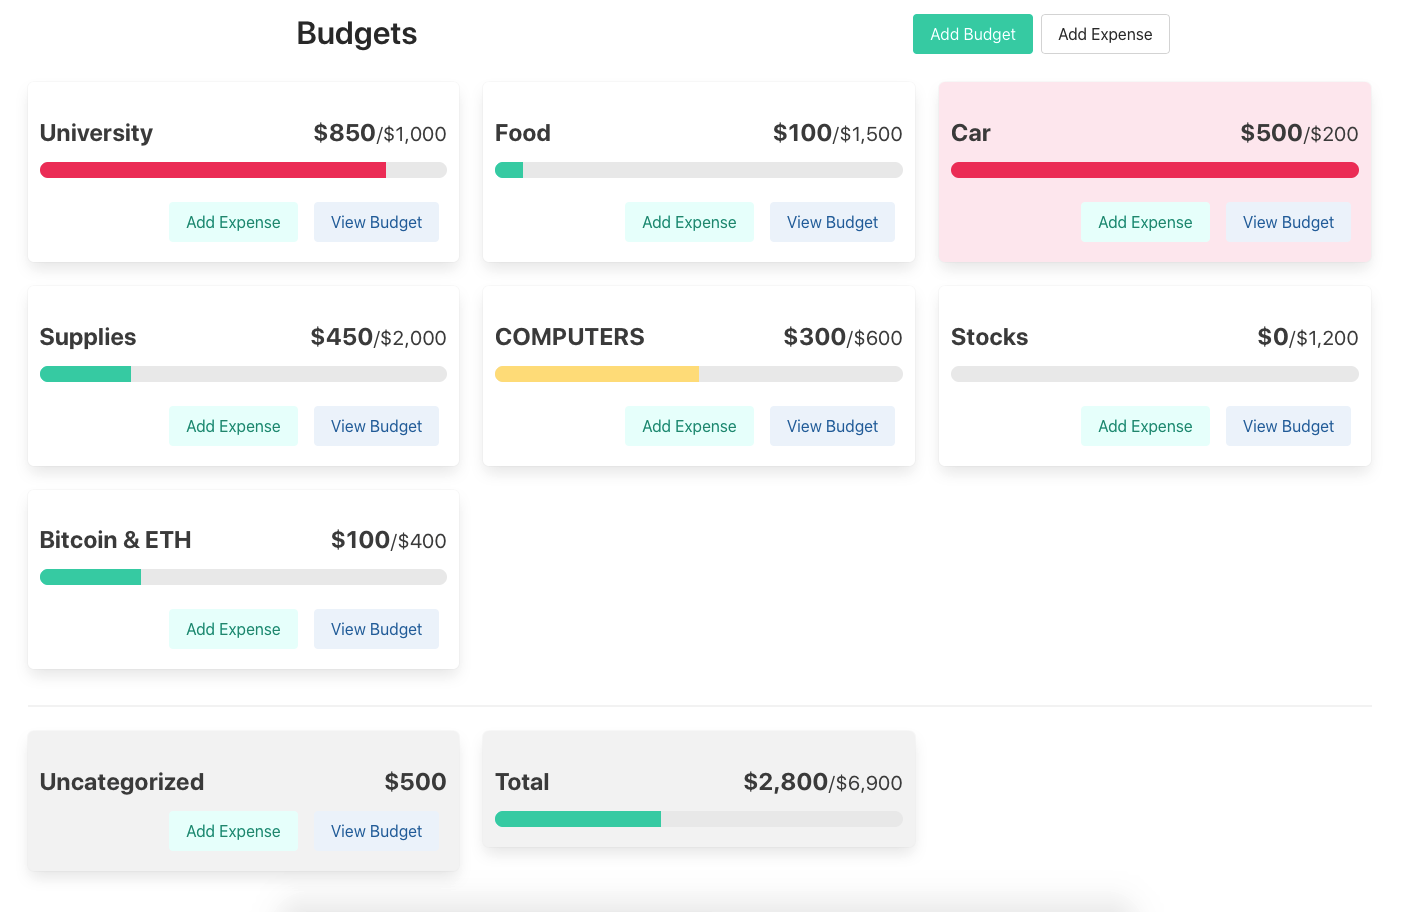 Budgets
Add Budget
Add Expense
University $850/$1,000
Add Expense View Budget
Food $100/$1,500
Add Expense View Budget
Car $500/$200
Add Expense View Budget
Supplies $450/$2,000
Add Expense View Budget
COMPUTERS $300/$600
Add Expense View Budget
Stocks $0/$1,200
Add Expense View Budget
Bitcoin & ETH $100/$400
Add Expense View Budget
Uncategorized $500
Add Expense View Budget
Total $2,800/$6,900